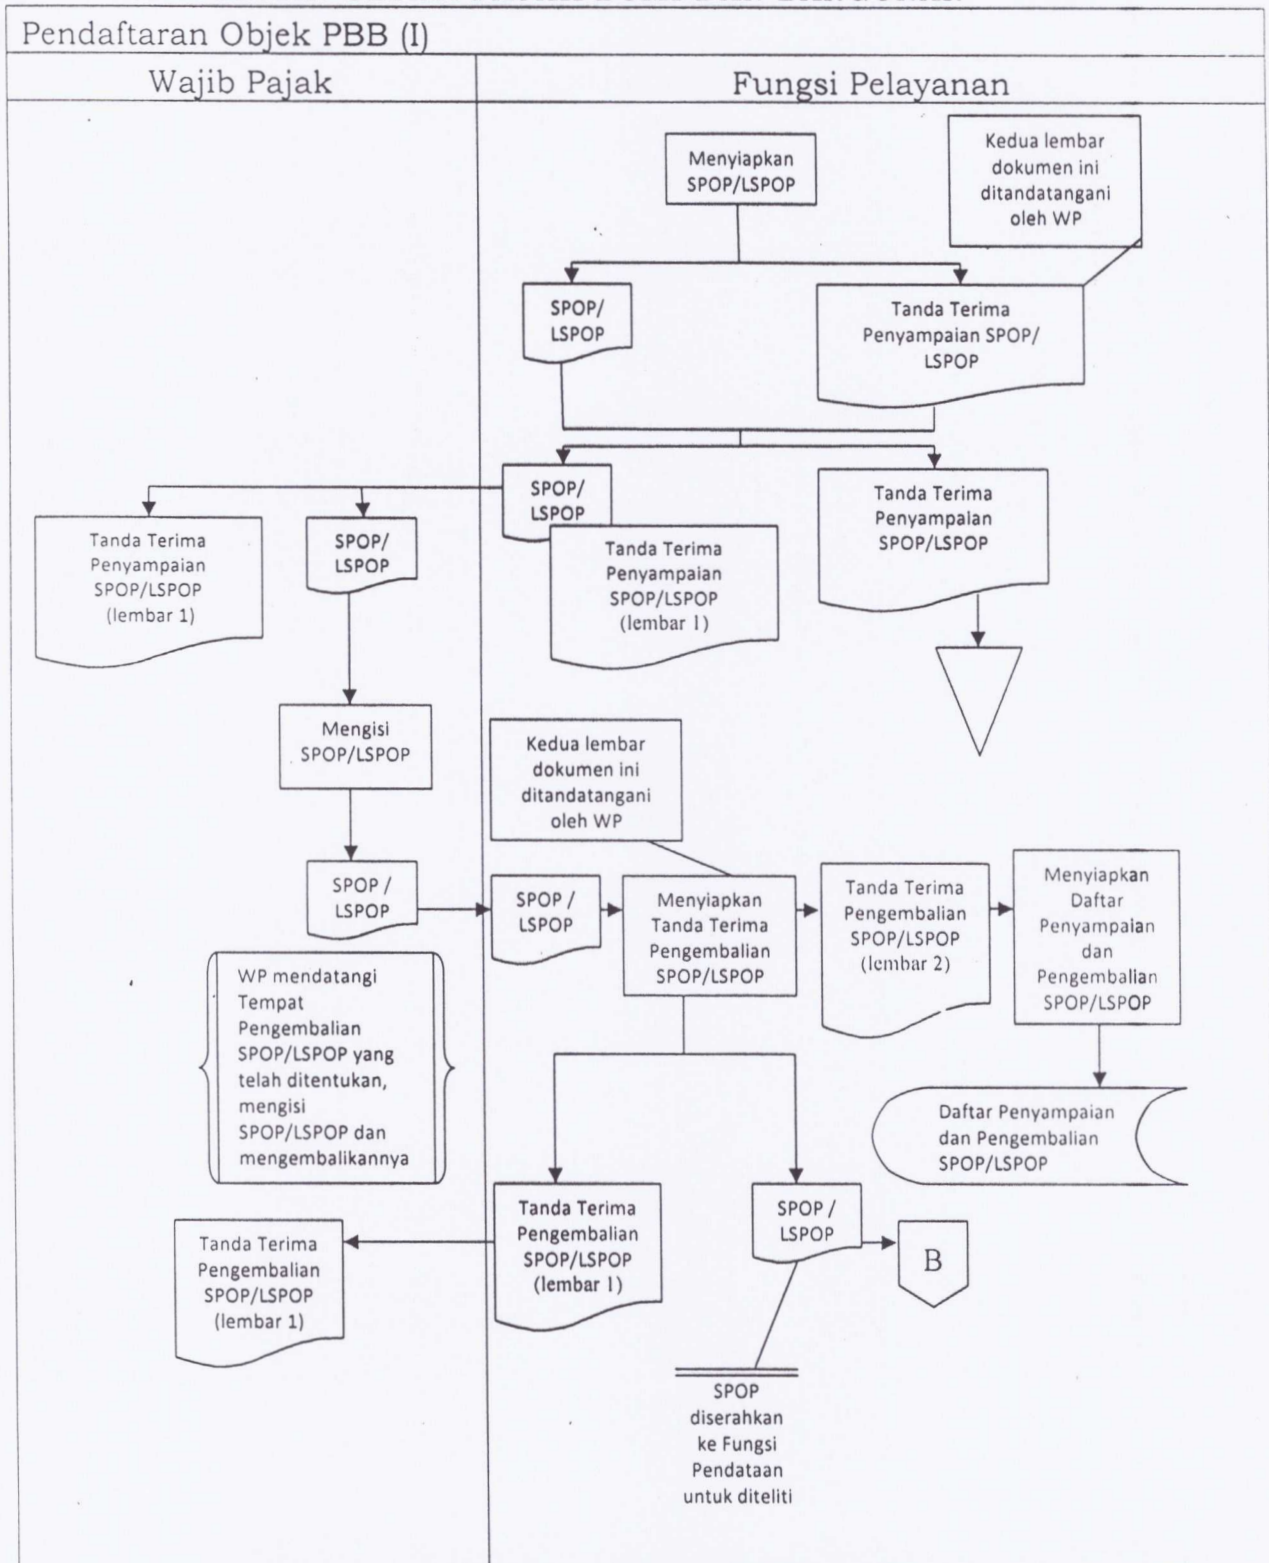 Pendaftaran Objek PBB (I)
Wajib Pajak
Fungsi Pelayanan
Menyiapkan
SPOP/LSPOP
Kedua lembar
dokumen ini
ditandatangani
oleh WP
SPOP/
LSPOP
Tanda Terima
Penyampaian SPOP/
LSPOP
SPOP/
LSPOP
Tanda Terima
Penyampaian
SPOP/LSPOP
(lembar 1)
Tanda Terima
Penyampaian
SPOP/LSPOP
Tanda Terima
Penyampaian
SPOP/LSPOP
(lembar 1)
SPOP/
LSPOP
Mengisi
SPOP/LSPOP
Kedua lembar
dokumen ini
ditandatangani
oleh WP
SPOP /
LSPOP
SPOP /
LSPOP
Menyiapkan
Tanda Terima
Pengembalian
SPOP/LSPOP
Tanda Terima
Pengembalian
SPOP/LSPOP
(lembar 2)
Menyiapkan
Daftar
Penyampaian
dan
Pengembalian
SPOP/LSPOP
WP mendatangi
Tempat
Pengembalian
SPOP/LSPOP yang
telah ditentukan,
mengisi
SPOP/LSPOP dan
mengembalikannya
Daftar Penyampaian
dan Pengembalian
SPOP/LSPOP
Tanda Terima
Pengembalian
SPOP/LSPOP
(lembar 1)
SPOP /
LSPOP
B
Tanda Terima
Pengembalian
SPOP/LSPOP
(lembar 1)
SPOP
diserahkan
ke Fungsi
Pendataan
untuk diteliti